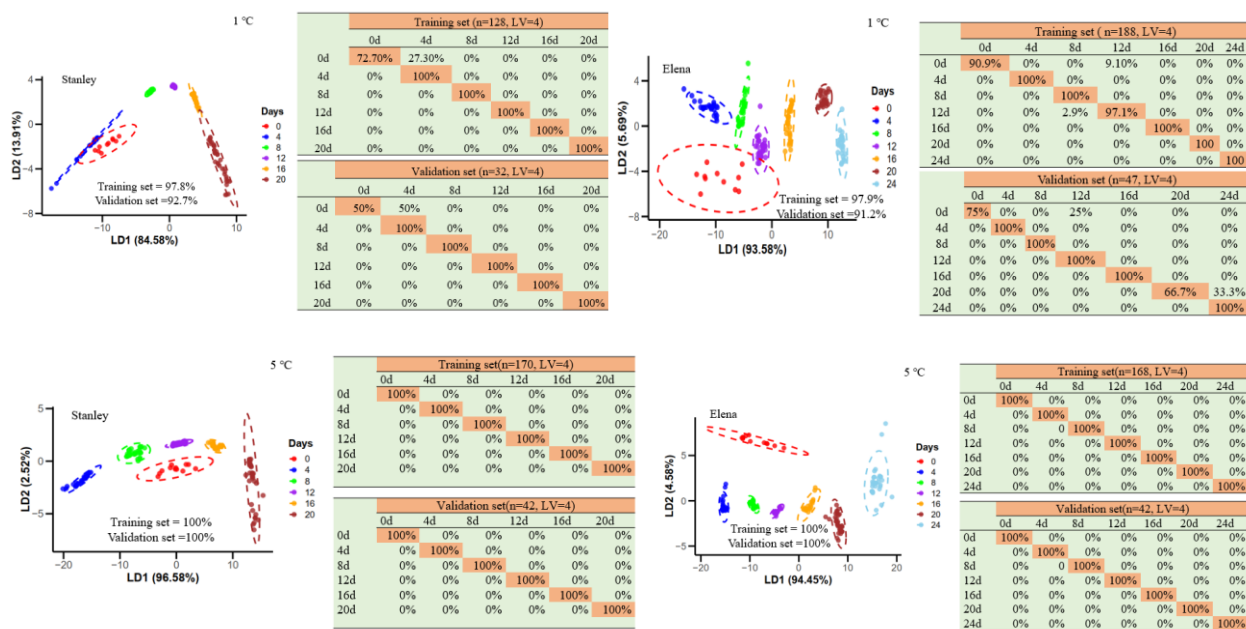 1 °C
Stanley
LD2 (13.91%)
4
0
−4
−8
−20
−10
0
10
LD1 (84.58%)
Training set = 97.8%
Validation set =92.7%
Days
0
4
8
12
16
20
Training set (n=128, LV=4)
0d 4d 8d 12d 16d 20d
0d 72.70% 27.30% 0% 0% 0% 0%
4d 0% 100% 0% 0% 0% 0%
8d 0% 0% 100% 0% 0% 0%
12d 0% 0% 0% 100% 0% 0%
16d 0% 0% 0% 0% 100% 0%
20d 0% 0% 0% 0% 0% 100%
Validation set (n=32, LV=4)
0d 4d 8d 12d 16d 20d
0d 50% 50% 0% 0% 0% 0%
4d 0% 100% 0% 0% 0% 0%
8d 0% 0% 100% 0% 0% 0%
12d 0% 0% 0% 100% 0% 0%
16d 0% 0% 0% 0% 100% 0%
20d 0% 0% 0% 0% 0% 100%
1 °C
Elena
LD2 (5.69%)
8
4
0
−4
−8
−20
−10
0
10
LD1 (93.58%)
Training set = 97.9%
Validation set =91.2%
Days
0
4
8
12
16
20
24
Training set ( n=188, LV=4)
0d 4d 8d 12d 16d 20d 24d
0d 90.9% 0% 0% 9.10% 0% 0% 0%
4d 0% 100% 0% 0% 0% 0% 0%
8d 0% 0% 100% 0% 0% 0% 0%
12d 0% 0% 2.9% 97.1% 0% 0% 0%
16d 0% 0% 0% 0% 100% 0% 0%
20d 0% 0% 0% 0% 0% 100 0%
24d 0% 0% 0% 0% 0% 0% 100
Validation set (n=47, LV=4)
0d 4d 8d 12d 16d 20d 24d
0d 75% 0% 0% 25% 0% 0% 0%
4d 0% 100% 0% 0% 0% 0% 0%
8d 0% 0% 100% 0% 0% 0% 0%
12d 0% 0% 0% 100% 0% 0% 0%
16d 0% 0% 0% 0% 100% 0% 0%
20d 0% 0% 0% 0% 0% 66.7% 33.3%
24d 0% 0% 0% 0% 0% 0% 100%
5 °C
Stanley
LD2 (2.52%)
5
0
−5
−20
−10
0
10
LD1 (96.58%)
Training set = 100%
Validation set =100%
Days
0
4
8
12
16
20
Training set(n=170, LV=4)
0d 4d 8d 12d 16d 20d
0d 100% 0% 0% 0% 0% 0%
4d 0% 100% 0% 0% 0% 0%
8d 0% 0% 100% 0% 0% 0%
12d 0% 0% 0% 100% 0% 0%
16d 0% 0% 0% 0% 100% 0%
20d 0% 0% 0% 0% 0% 100%
Validation set(n=42, LV=4)
0d 4d 8d 12d 16d 20d
0d 100% 0% 0% 0% 0% 0%
4d 0% 100% 0% 0% 0% 0%
8d 0% 0% 100% 0% 0% 0%
12d 0% 0% 0% 100% 0% 0%
16d 0% 0% 0% 0% 100% 0%
20d 0% 0% 0% 0% 0% 100%
5 °C
Elena
LD2 (4.58%)
5
0
−5
−20
−10
0
10
20
LD1 (94.45%)
Training set = 100%
Validation set =100%
Days
0
4
8
12
16
20
24
Training set(n=168, LV=4)
0d 4d 8d 12d 16d 20d 24d
0d 100% 0% 0% 0% 0% 0% 0%
4d 0% 100% 0% 0% 0% 0% 0%
8d 0% 0 100% 0% 0% 0% 0%
12d 0% 0% 0% 100% 0% 0% 0%
16d 0% 0% 0% 0% 100% 0% 0%
20d 0% 0% 0% 0% 0% 100% 0%
24d 0% 0% 0% 0% 0% 0% 100%
Validation set(n=42, LV=4)
0d 4d 8d 12d 16d 20d 24d
0d 100% 0% 0% 0% 0% 0% 0%
4d 0% 100% 0% 0% 0% 0% 0%
8d 0% 0 100% 0% 0% 0% 0%
12d 0% 0% 0% 100% 0% 0% 0%
16d 0% 0% 0% 0% 100% 0% 0%
20d 0% 0% 0% 0% 0% 100% 0%
24d 0% 0% 0% 0% 0% 0% 100%